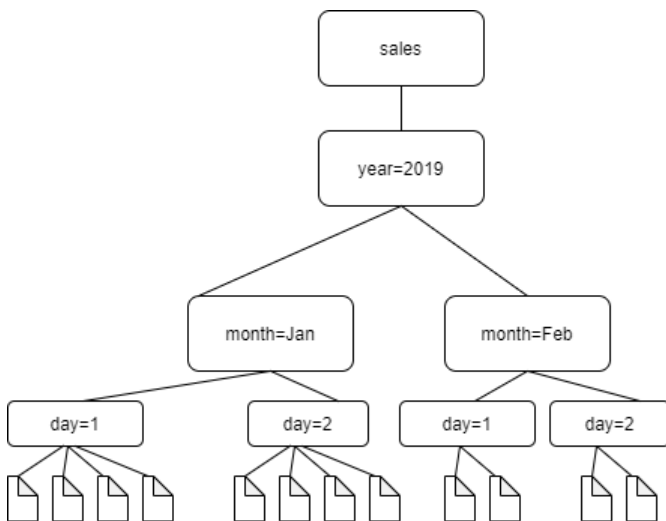 sales
year=2019
month=Jan
month=Feb
day=1
day=2
day=1
day=2